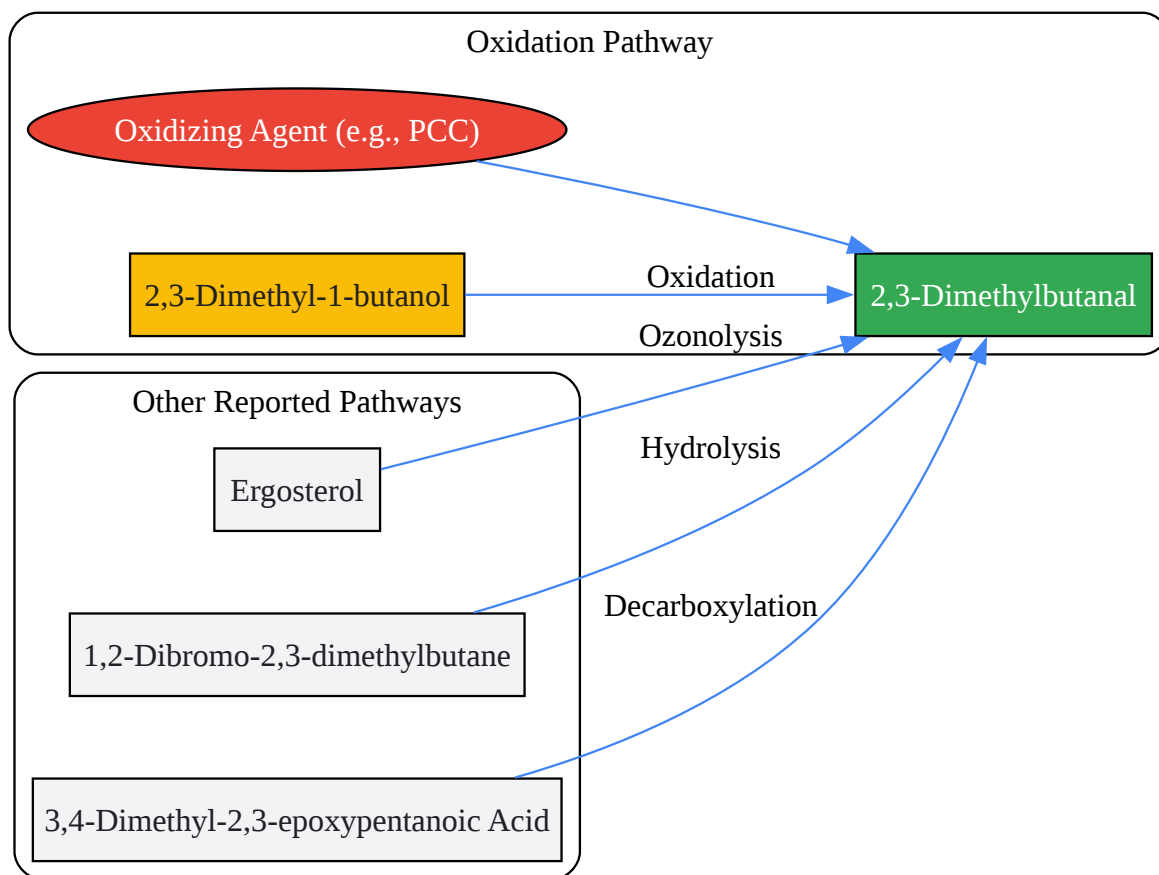 Oxidation Pathway
Oxidizing Agent (e.g., PCC)
2,3-Dimethyl-1-butanol
Oxidation
2,3-Dimethylbutanal
Ozonolysis
Other Reported Pathways
Hydrolysis
Ergosterol
Decarboxylation
1,2-Dibromo-2,3-dimethylbutane
3,4-Dimethyl-2,3-epoxypentanoic Acid